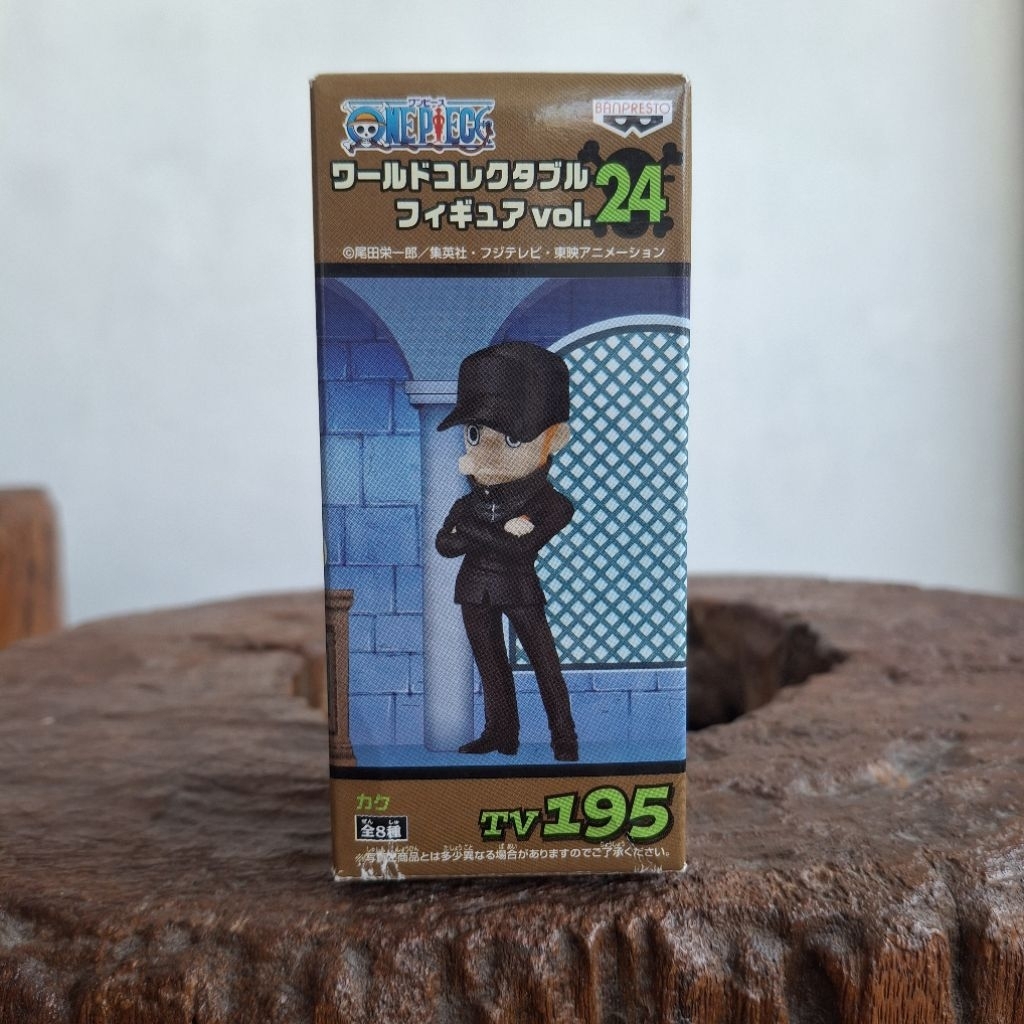 ワンピース
ONE PIECE
BANPRESTO
ワールドコレクタブル
フィギュア vol.24
©尾田栄一郎／集英社・フジテレビ・東映アニメーション
カク
ぜん しゅ
全8種
TV195
※写真と商品とは多少異なる場合がありますのでご了承ください。